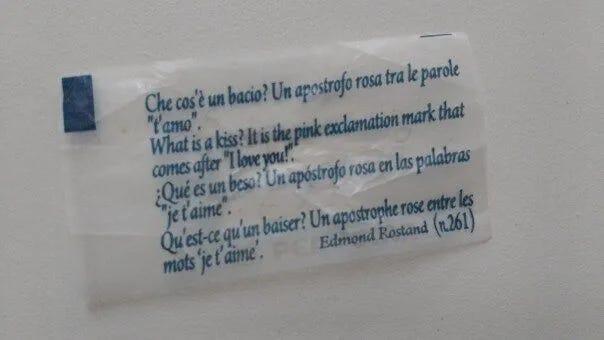 Che cos'è un bacio? Un apostrofo rosa tra le parole
"t'amo".
What is a kiss? It is the pink exclamation mark that
comes after "I love you!".
¿Qué es un beso? Un apóstrofo rosa en las palabras
"je t'aime".
Qu'est-ce qu'un baiser? Un apostrophe rose entre les
mots 'je t'aime'.
Edmond Rostand (n.261)